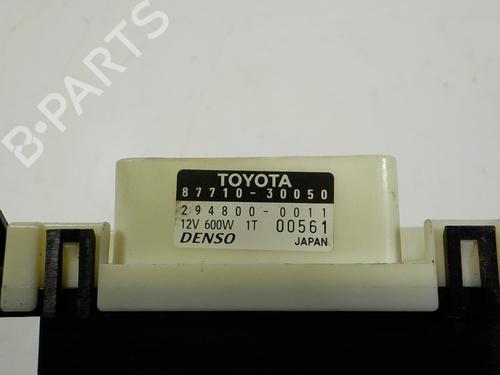 B-PARTS
TOYOTA
87710-30050
294800-0011
12V 600W 1T 00561
DENSO JAPAN